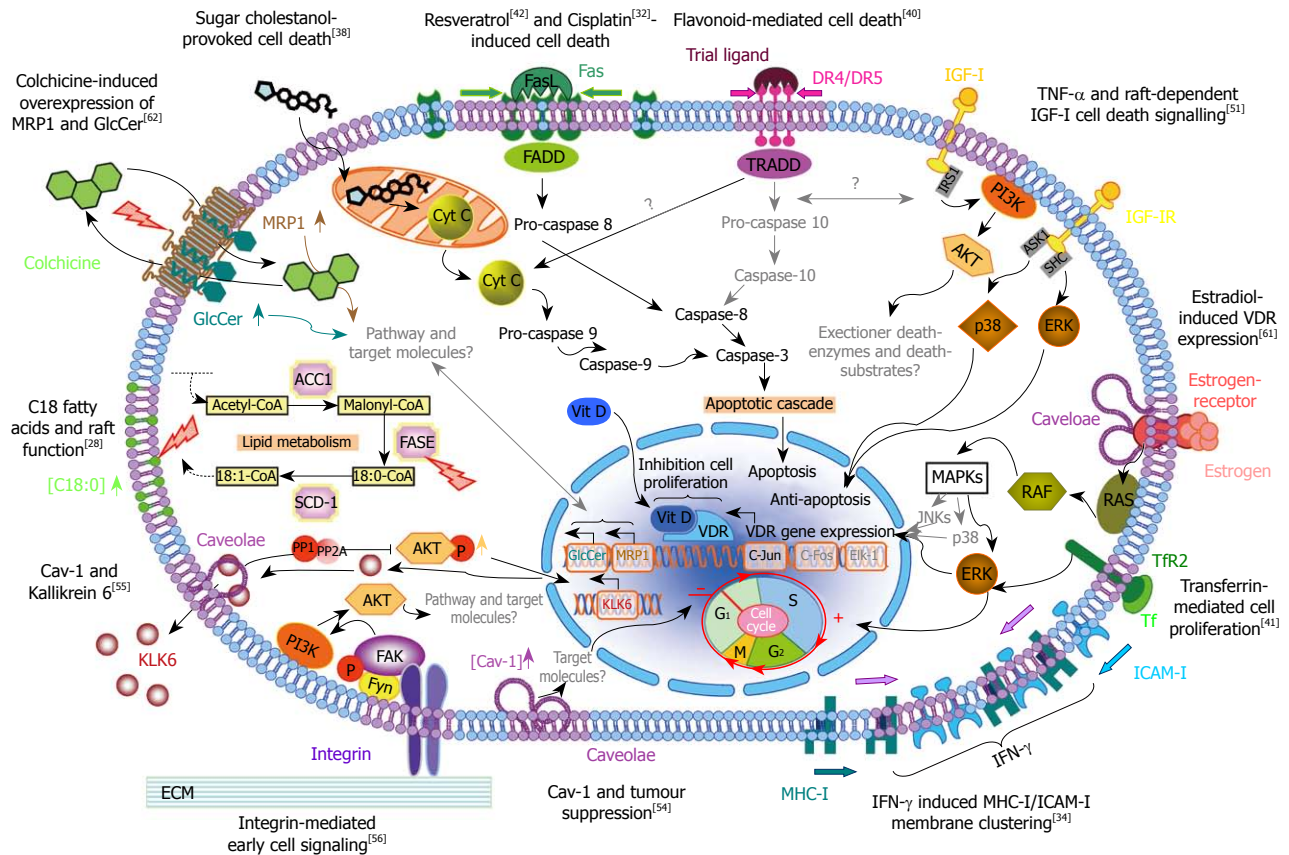 Sugar cholestanol-
provoked cell death[38]
Resveratrol[42] and Cisplatin[32]-
induced cell death
Flavonoid-mediated cell death[40]
Trial ligand
DR4/DR5
FasL
Fas
IGF-I
TNF-α and raft-dependent
IGF-I cell death signalling[51]
Colchicine-induced
overexpression of
MRP1 and GlcCer[62]
FADD
TRADD
IRS1
PI3K
IGF-IR
ASK1
SHC
Cyt C
Pro-caspase 8
?
?
Pro-caspase 10
AKT
MRP1
Colchicine
Cyt C
Caspase-10
GlcCer
Pathway and
target molecules?
Pro-caspase 9
Caspase-8
Caspase-9
Caspase-3
Exectioner death-
enzymes and death-
substrates?
p38
ERK
Estradiol-
induced VDR
expression[61]
ACC1
Acetyl-CoA
Malonyl-CoA
Lipid metabolism
FASE
18:1-CoA
18:0-CoA
SCD-1
C18 fatty
acids and raft
function[28]
[C18:0]
Vit D
Apoptotic cascade
Caveloae
Estrogen-
receptor
Estrogen
Inhibition cell
proliferation
Apoptosis
Anti-apoptosis
MAPKs
RAF
RAS
Vit D
VDR
VDR gene expression
JNKs
p38
GlcCer
MRP1
C-Jun
C-Fos
Elk-1
ERK
KLK6
G1
S
Cell
cycle
M
G2
−
+
Caveolae
PP1
PP2A
AKT
P
Cav-1 and
Kallikrein 6[55]
KLK6
AKT
Pathway and target
molecules?
PI3K
P
FAK
Fyn
[Cav-1]
Target
molecules?
TfR2
Transferrin-
mediated cell
proliferation[41]
Tf
ICAM-I
Integrin
Caveolae
MHC-I
IFN-γ
ECM
Integrin-mediated
early cell signaling[56]
Cav-1 and tumour
suppression[54]
IFN-γ induced MHC-I/ICAM-I
membrane clustering[34]